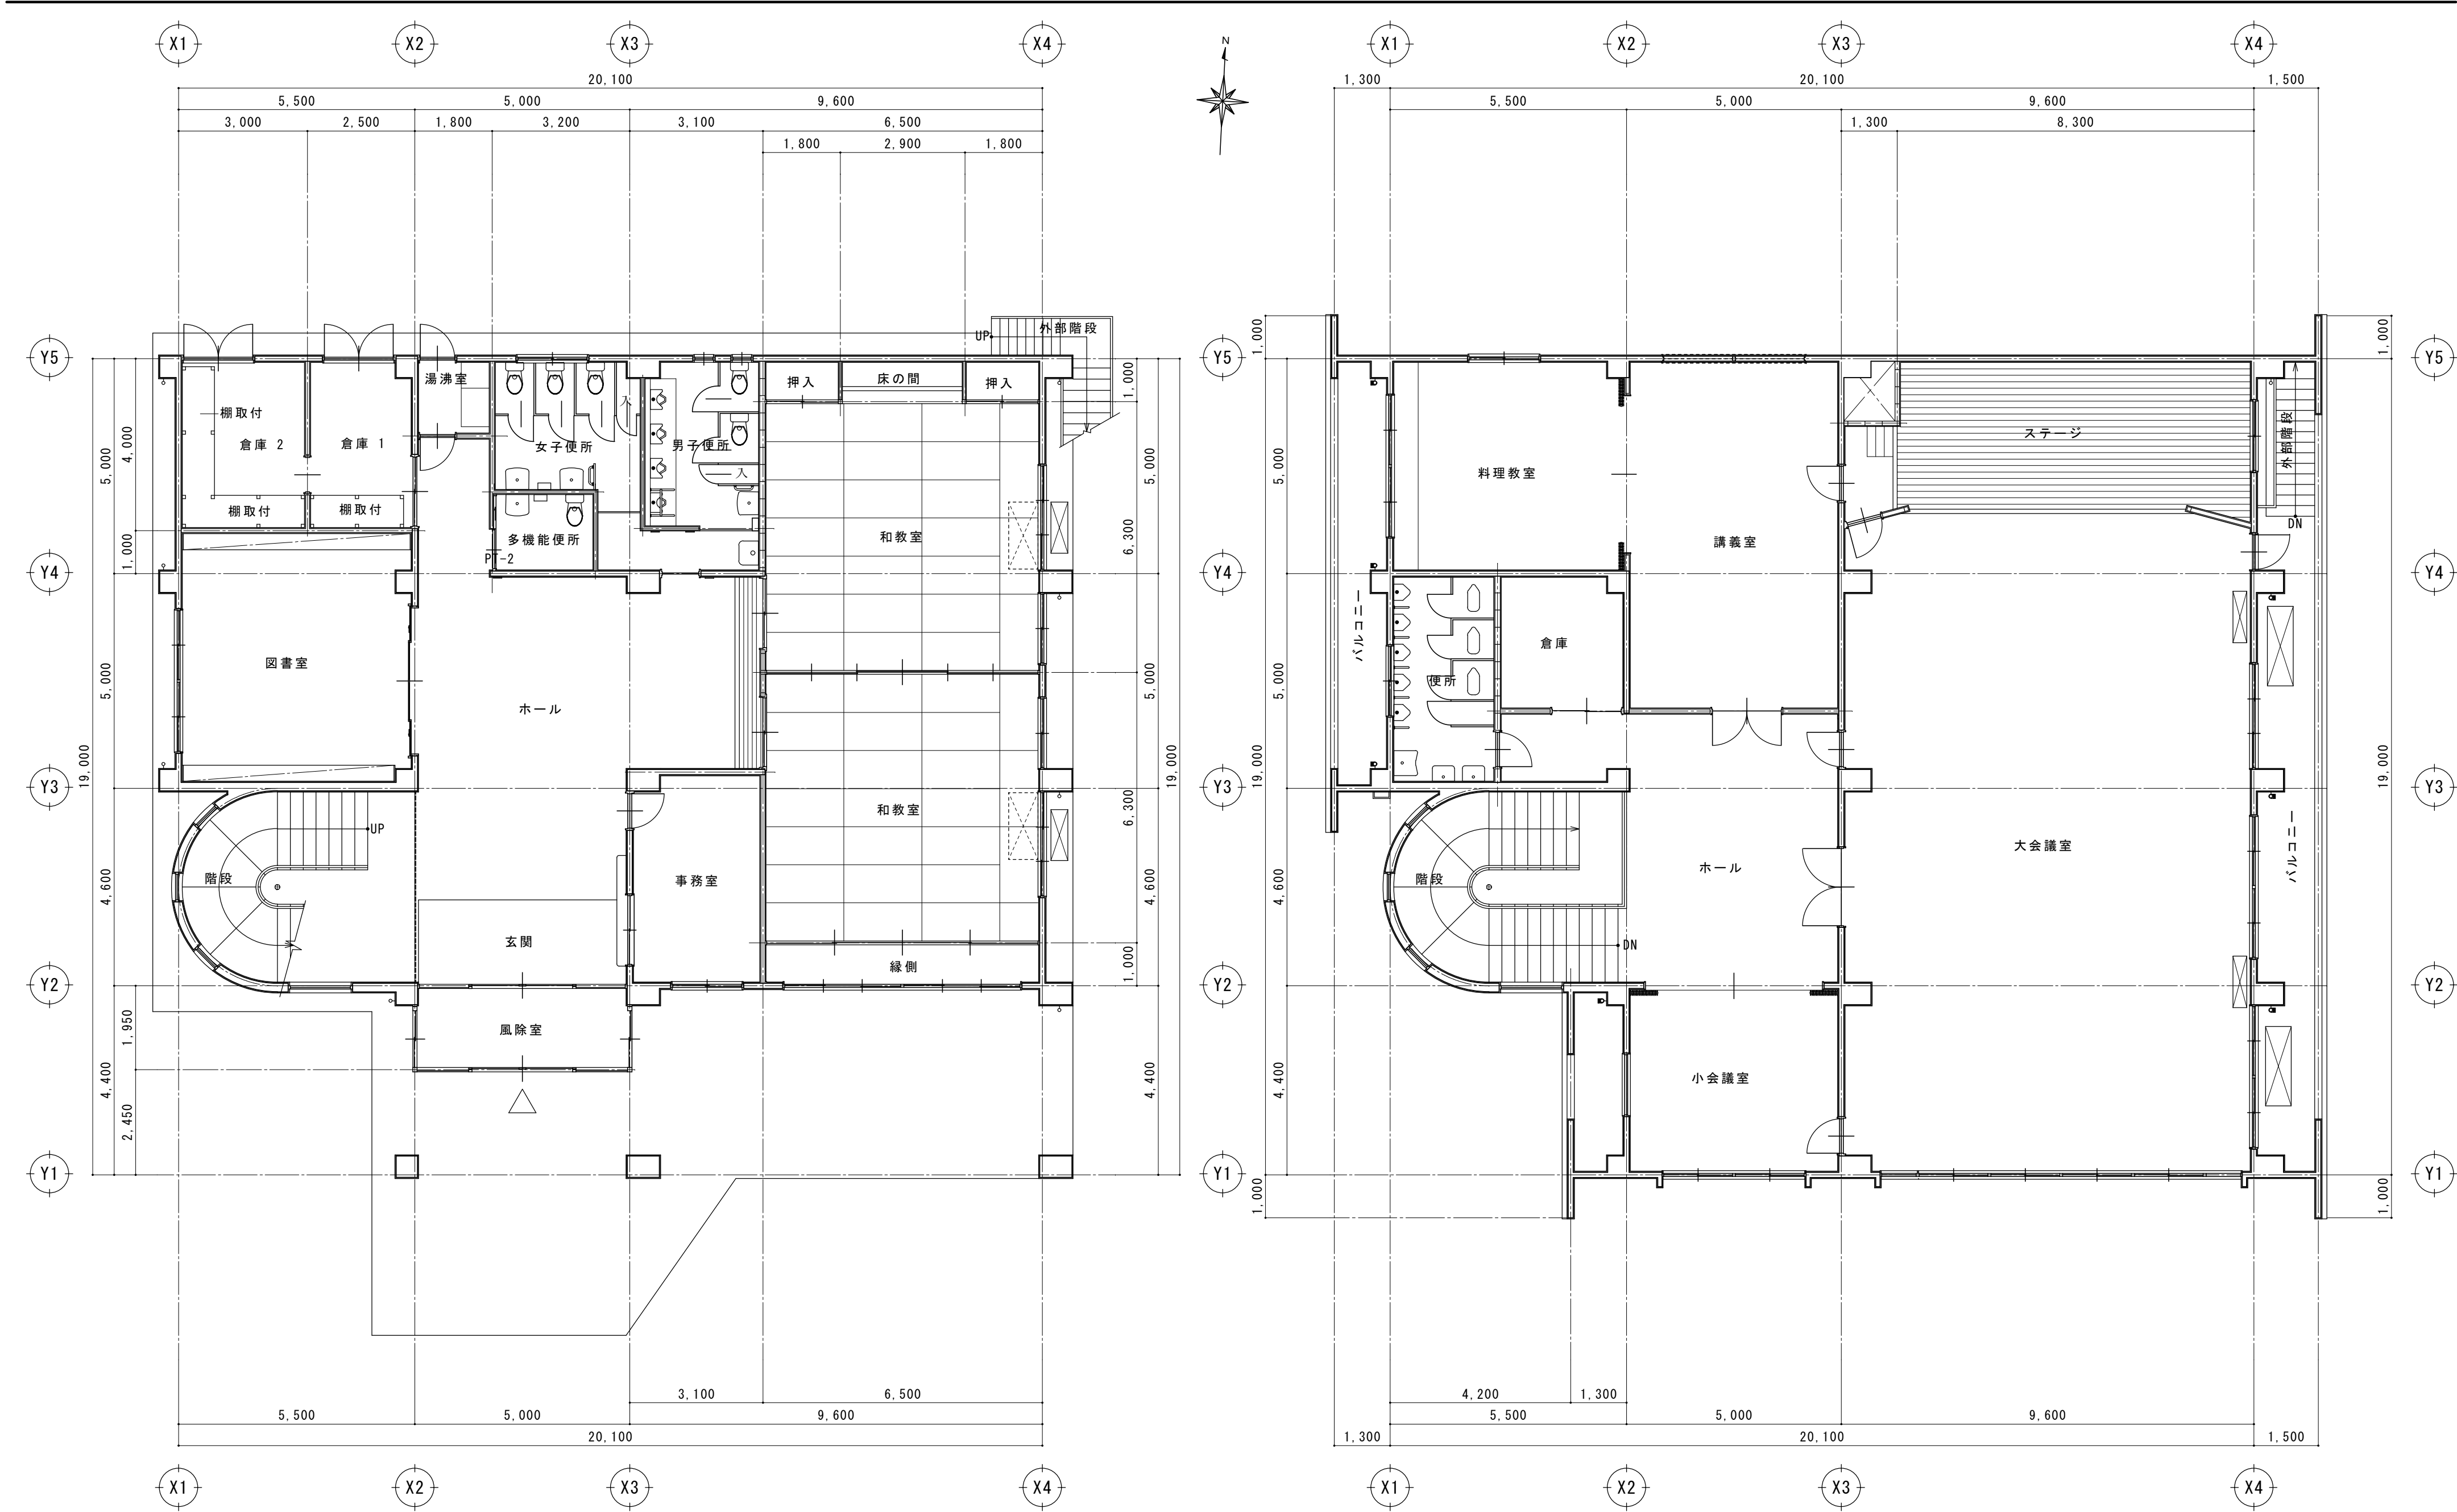 X1 X2 X3 X4
20,100
5,500 5,000 9,600
3,000 2,500 1,800 3,200 3,100 6,500
1,800 2,900 1,800
N
X1 X2 X3 X4
1,300 20,100 1,500
5,500 5,000 9,600
1,300 8,300
Y5
Y4
Y3
Y2
Y1
19,000
5,000
5,000
4,600
4,400
4,000
1,000
1,950
2,450
UP
外部階段
湯沸室
押入
床の間
押入
棚取付
倉庫 2
倉庫 1
棚取付
棚取付
入
女子便所
男子便所
入
多機能便所
PT-2
和教室
図書室
ホール
UP
階段
事務室
和教室
玄関
縁側
風除室
1,000
6,300
6,300
1,000
5,000
5,000
4,600
4,400
19,000
3,100 6,500
5,500 5,000 9,600
20,100
X1 X2 X3 X4
Y5
Y4
Y3
Y2
Y1
1,000
19,000
1,000
5,000
5,000
4,600
4,400
料理教室
講義室
ステージ
外部階段
DN
バルコニー
便所
倉庫
大会議室
ホール
階段
DN
バルコニー
小会議室
1,000
19,000
1,000
Y5
Y4
Y3
Y2
Y1
4,200 1,300
5,500 5,000 9,600
1,300 20,100 1,500
X1 X2 X3 X4